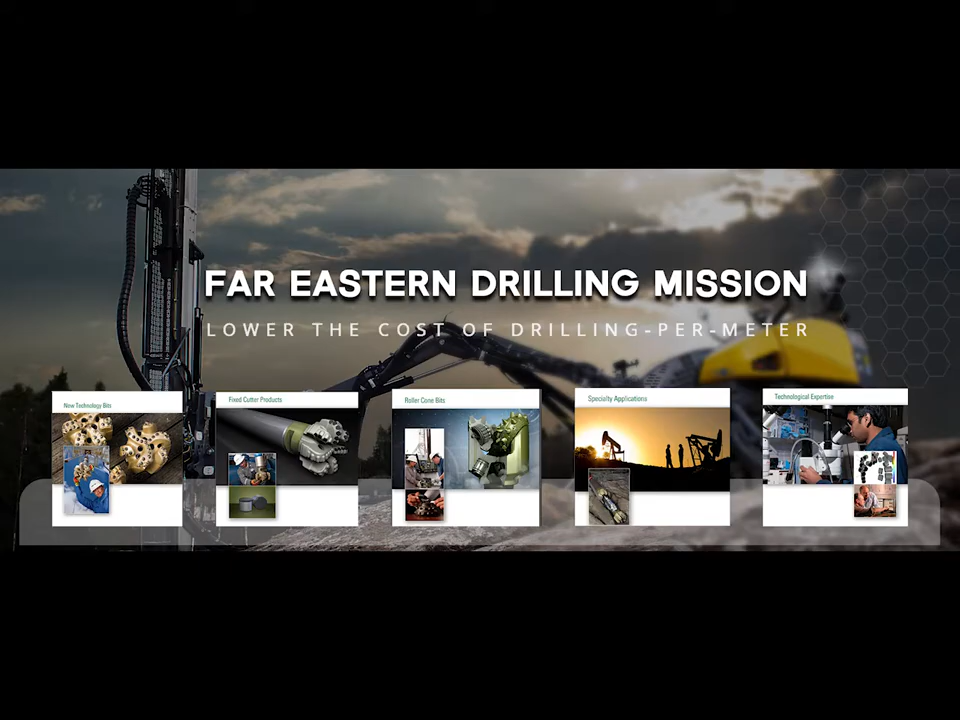 FAR EASTERN DRILLING MISSION
LOWER THE COST OF DRILLING-PER-METER
New Technology Bits
Fixed Cutter Products
Roller Cone Bits
Specialty Applications
Technological Expertise